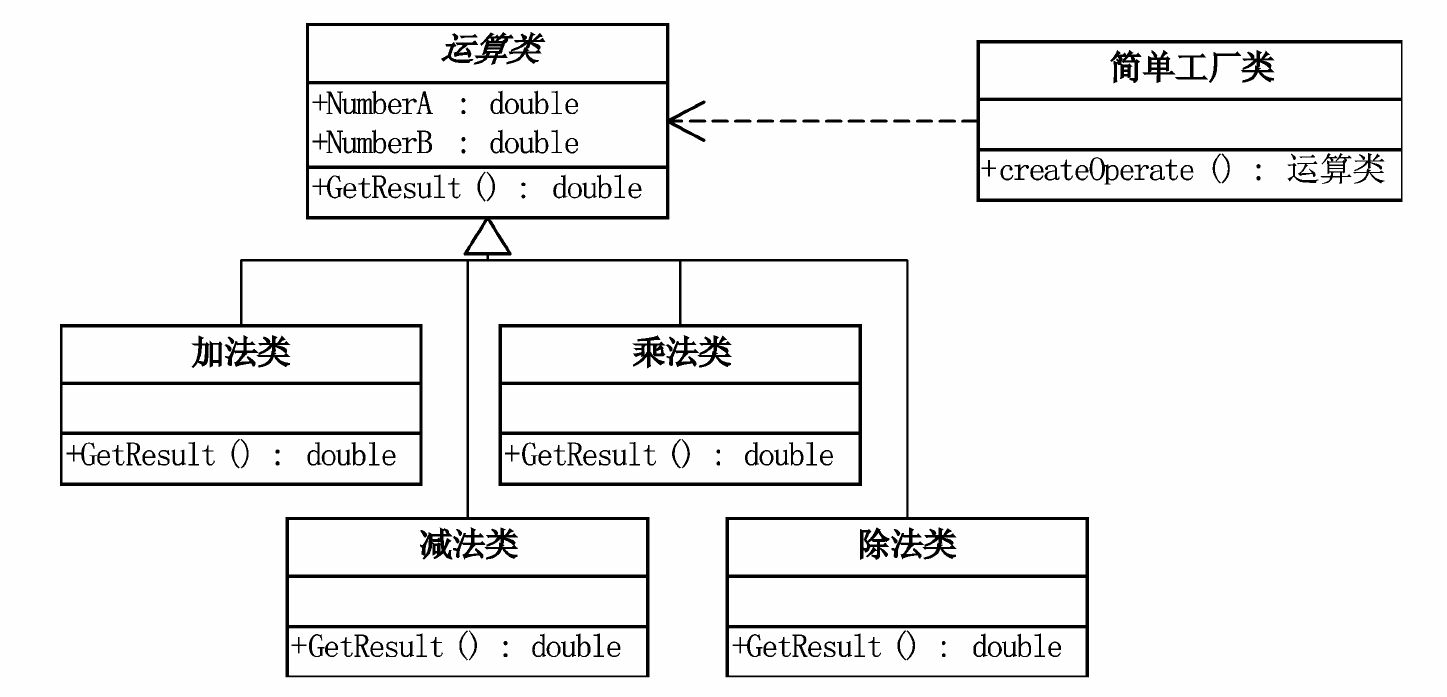 运算类
+NumberA : double
+NumberB : double
+GetResult () : double
简单工厂类
+createOperate () : 运算类
加法类
+GetResult () : double
乘法类
+GetResult () : double
减法类
+GetResult () : double
除法类
+GetResult () : double